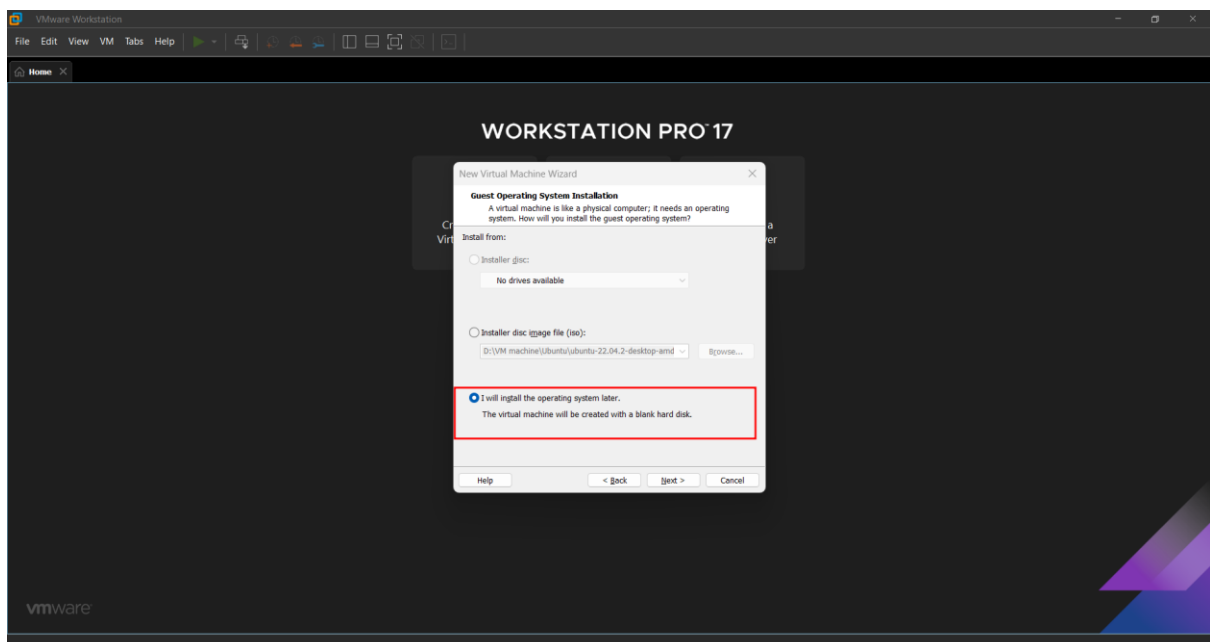 VMware Workstation
File Edit View VM Tabs Help
Home
WORKSTATION PRO™ 17
New Virtual Machine Wizard
Guest Operating System Installation
A virtual machine is like a physical computer; it needs an operating
system. How will you install the guest operating system?
Cr
a
Virt
er
Install from:
Installer disc:
No drives available
Installer disc image file (iso):
D:\VM machine\Ubuntu\ubuntu-22.04.2-desktop-amd
Browse...
I will install the operating system later.
The virtual machine will be created with a blank hard disk.
Help < Back Next > Cancel
vmware